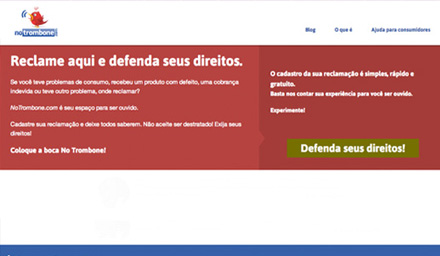 notrombone
Blog
O que é
Ajuda para consumidores
Reclame aqui e defenda seus direitos.
Se você teve problemas de consumo, recebeu um produto com defeito, uma cobrança
indevida ou teve outro problema, onde reclamar?
NoTrombone.com é seu espaço para ser ouvido.
Cadastre sua reclamação e deixe todos saberem. Não aceite ser destratado! Exija seus
direitos!
Coloque a boca No Trombone!
O cadastro da sua reclamação é simples, rápido e
gratuito.
Basta nos contar sua experiência para você ser ouvido.
Experimente!
Defenda seus direitos!